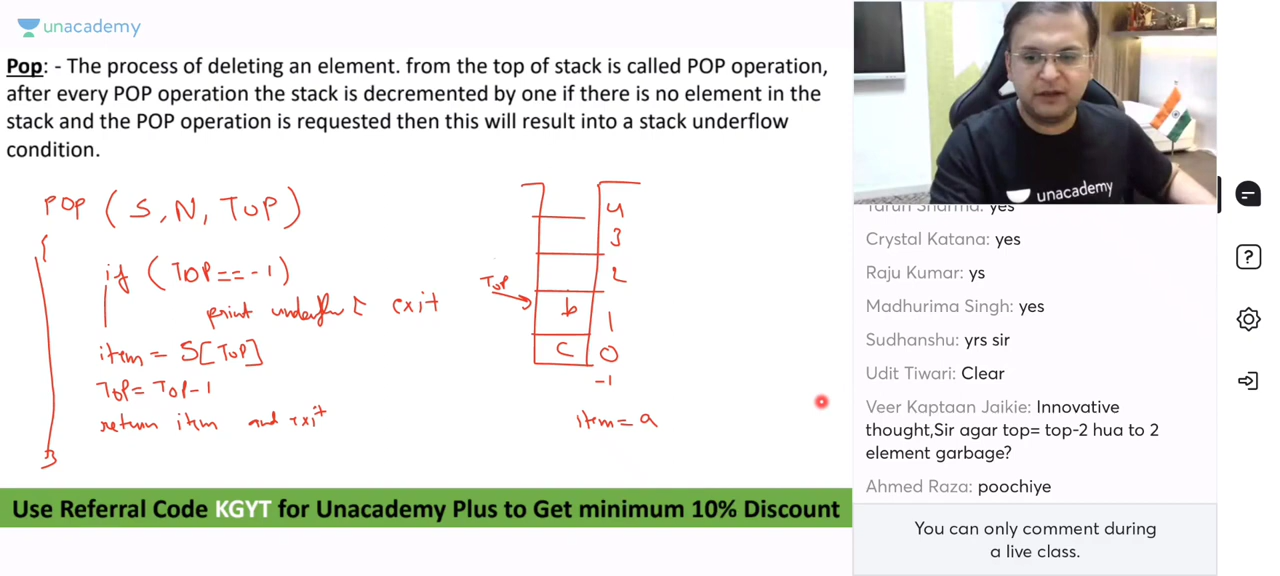 unacademy
Pop: - The process of deleting an element. from the top of stack is called POP operation,
after every POP operation the stack is decremented by one if there is no element in the
stack and the POP operation is requested then this will result into a stack underflow
condition.
POP (S, N, TOP)
{
if (TOP==-1)
print underflow & exit
item = S[TOP]
TOP= TOP-1
return item and exit
}
4
3
2
Top
b
1
c
0
-1
item= a
Use Referral Code KGYT for Unacademy Plus to Get minimum 10% Discount
unacademy
Tarun Sharma: yes
Crystal Katana: yes
Raju Kumar: ys
Madhurima Singh: yes
Sudhanshu: yrs sir
Udit Tiwari: Clear
Veer Kaptaan Jaikie: Innovative
thought,Sir agar top= top-2 hua to 2
element garbage?
Ahmed Raza: poochiye
You can only comment during
a live class.
?